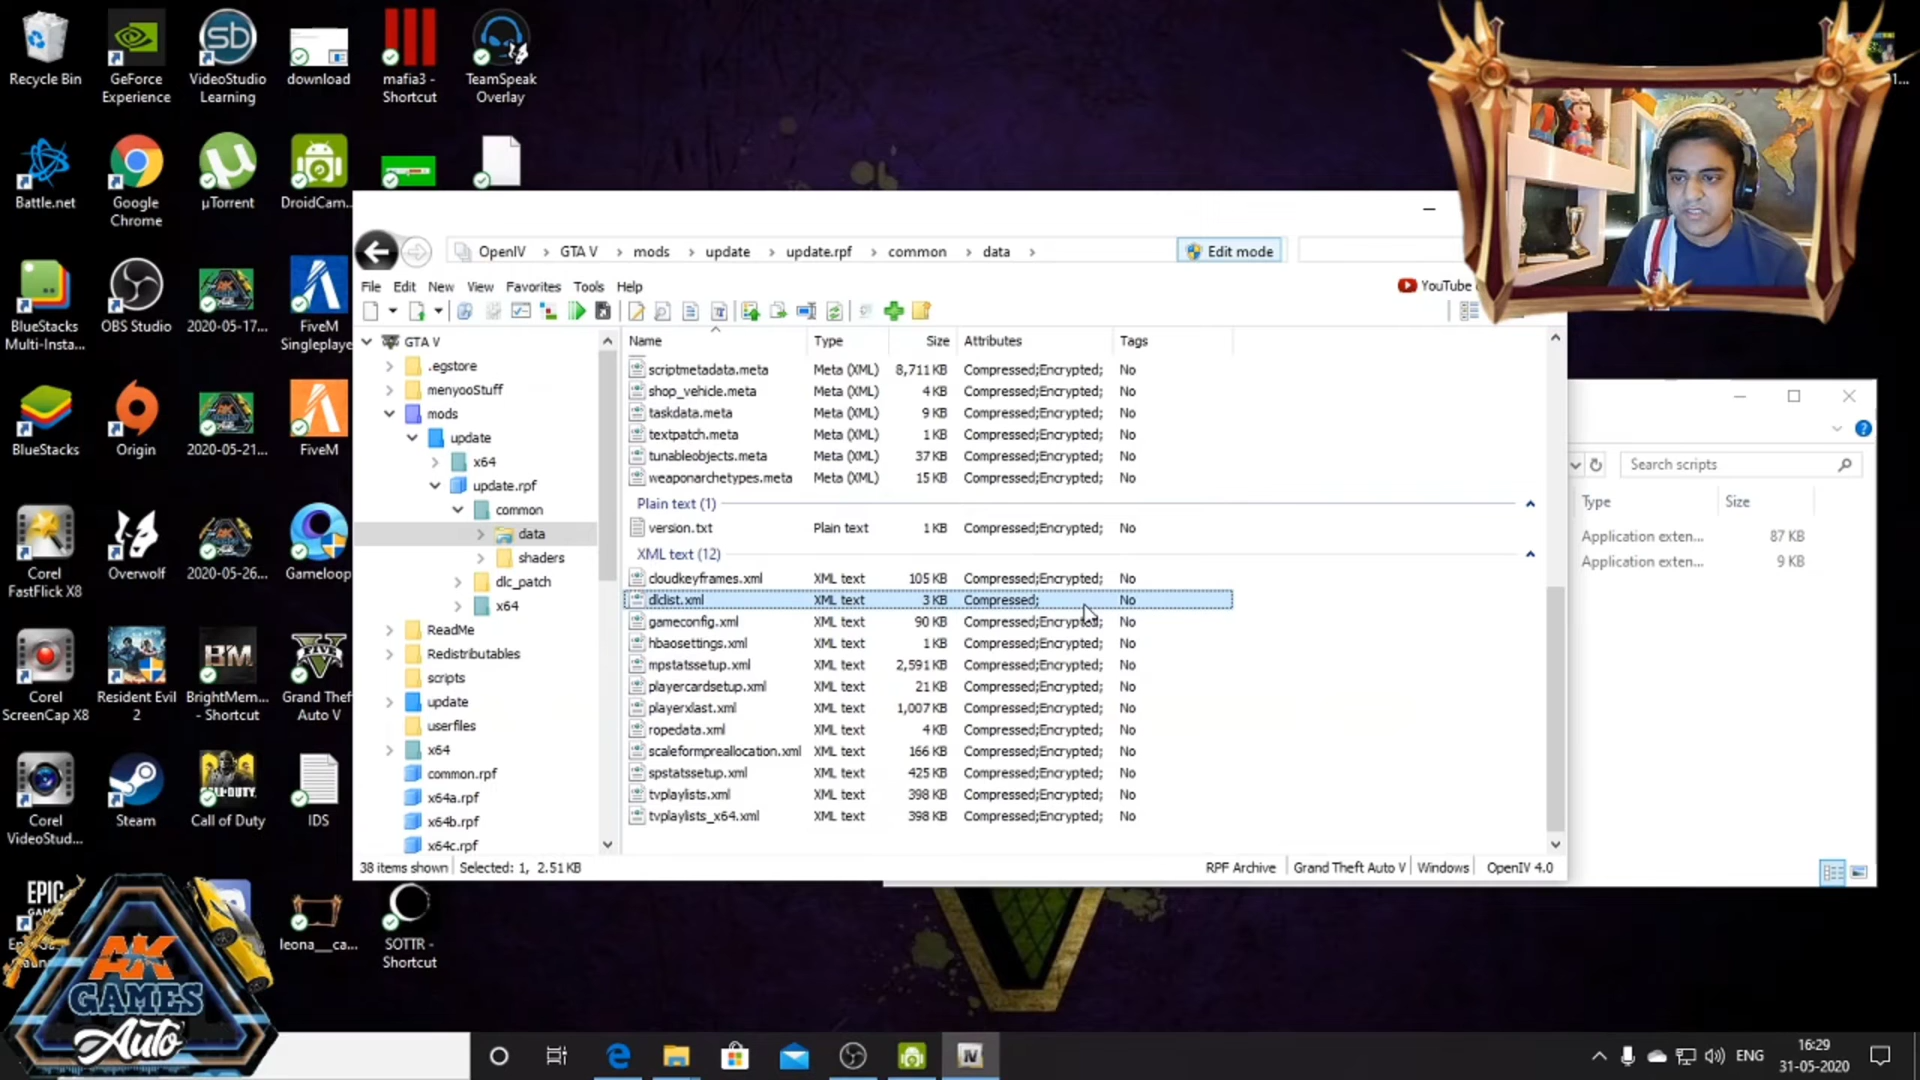 Recycle Bin
GeForce Experience
VideoStudio Learning
download
mafia3 - Shortcut
TeamSpeak Overlay
Battle.net
Google Chrome
µTorrent
DroidCam...
BlueStacks Multi-Insta...
OBS Studio
2020-05-17...
FiveM Singleplaye
BlueStacks
Origin
2020-05-21...
FiveM
Corel FastFlick X8
Overwolf
2020-05-26...
Gameloop
Corel ScreenCap X8
Resident Evil 2
BrightMem... - Shortcut
Grand Theft Auto V
Corel VideoStud...
Steam
Call of Duty
IDS
EPIC
leona__ca...
SOTTR - Shortcut
AK GAMES Auto
OpenIV > GTA V > mods > update > update.rpf > common > data >
Edit mode
File Edit New View Favorites Tools Help
YouTube
GTA V
.egstore
menyooStuff
mods
update
x64
update.rpf
common
data
shaders
dlc_patch
x64
ReadMe
Redistributables
scripts
update
userfiles
x64
common.rpf
x64a.rpf
x64b.rpf
x64c.rpf
Name Type Size Attributes Tags
scriptmetadata.meta Meta (XML) 8,711 KB Compressed;Encrypted; No
shop_vehicle.meta Meta (XML) 4 KB Compressed;Encrypted; No
taskdata.meta Meta (XML) 9 KB Compressed;Encrypted; No
textpatch.meta Meta (XML) 1 KB Compressed;Encrypted; No
tunableobjects.meta Meta (XML) 37 KB Compressed;Encrypted; No
weaponarchetypes.meta Meta (XML) 15 KB Compressed;Encrypted; No
Plain text (1)
version.txt Plain text 1 KB Compressed;Encrypted; No
XML text (12)
cloudkeyframes.xml XML text 105 KB Compressed;Encrypted; No
dlclist.xml XML text 3 KB Compressed; No
gameconfig.xml XML text 90 KB Compressed;Encrypted; No
hbaosettings.xml XML text 1 KB Compressed;Encrypted; No
mpstatssetup.xml XML text 2,591 KB Compressed;Encrypted; No
playercardsetup.xml XML text 21 KB Compressed;Encrypted; No
playerxlast.xml XML text 1,007 KB Compressed;Encrypted; No
ropedata.xml XML text 4 KB Compressed;Encrypted; No
scaleformpreallocation.xml XML text 166 KB Compressed;Encrypted; No
spstatssetup.xml XML text 425 KB Compressed;Encrypted; No
tvplaylists.xml XML text 398 KB Compressed;Encrypted; No
tvplaylists_x64.xml XML text 398 KB Compressed;Encrypted; No
38 items shown Selected: 1, 2.51 KB
RPF Archive Grand Theft Auto V Windows OpenIV 4.0
Search scripts
Type Size
Application exten... 87 KB
Application exten... 9 KB
ENG
16:29
31-05-2020